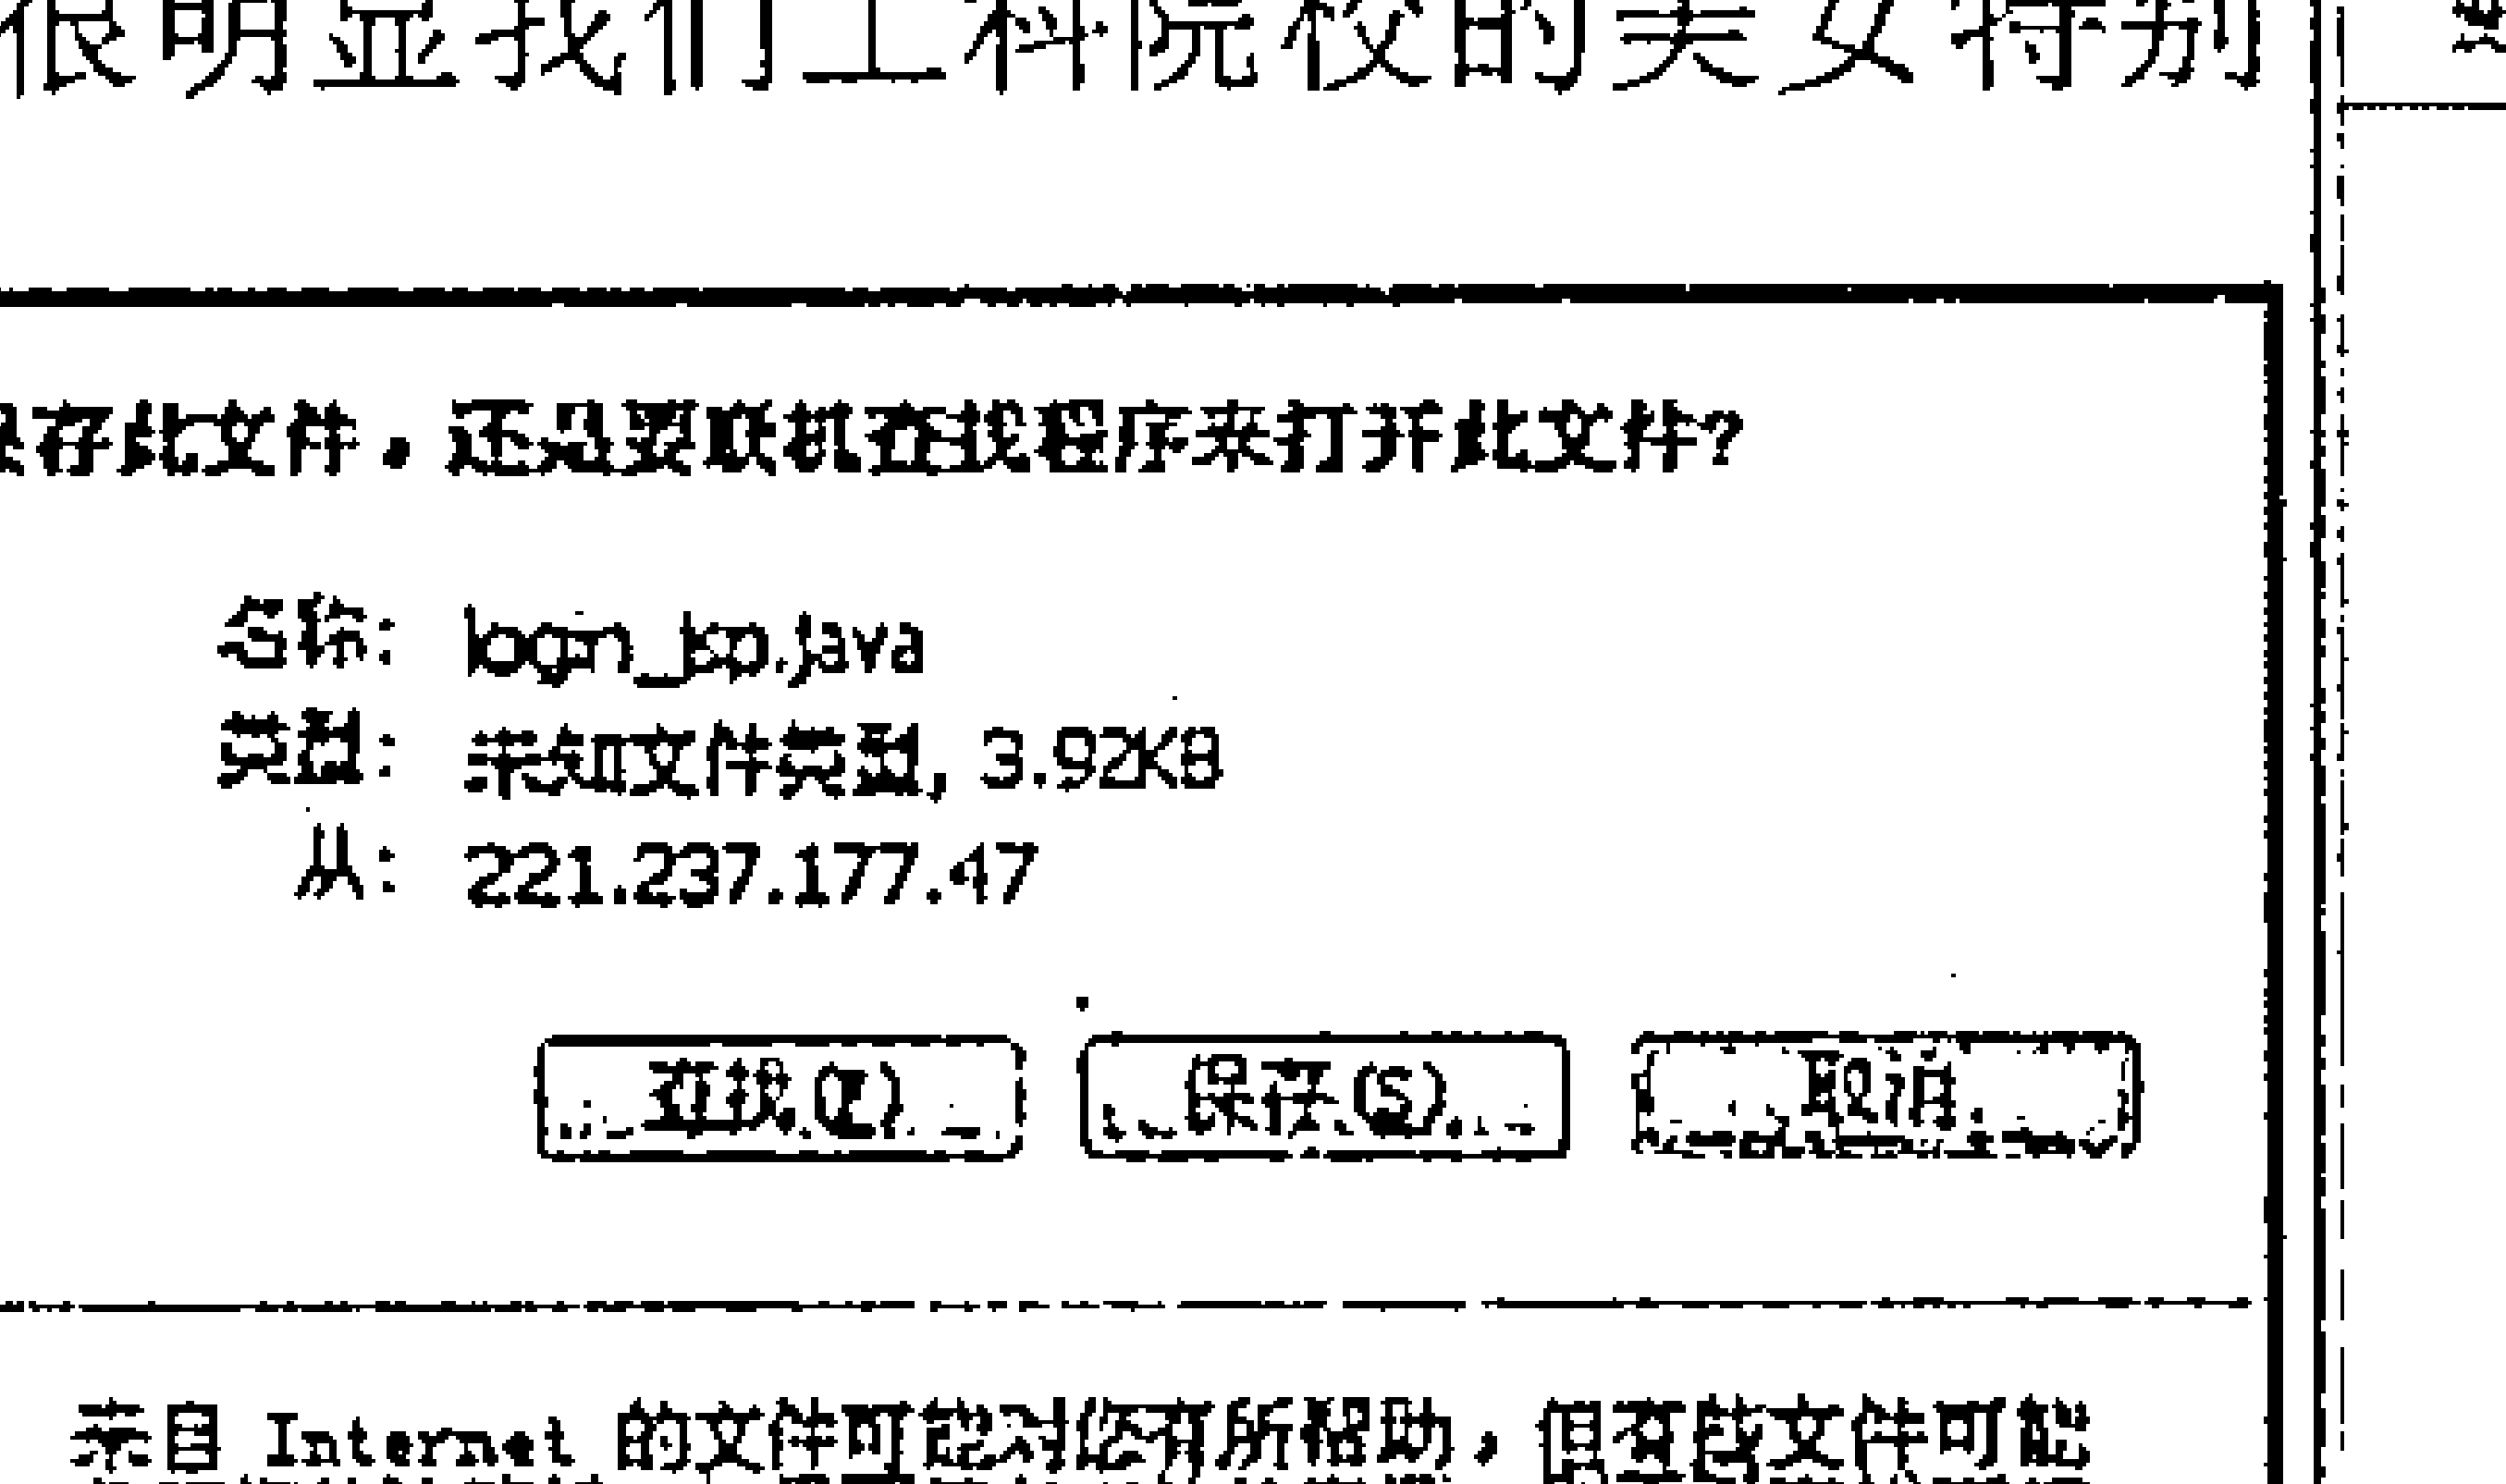 很明显我们工科院校的美女特别
存此文件，还是要联机查找程序来打开此文件？
名称： login_bo.java
类型： 未知文件类型, 3.92KB
从： 221.237.177.47
查找(F) 保存(S) 取消
来自 Internet 的文件可能对您有所帮助，但有些文件可能